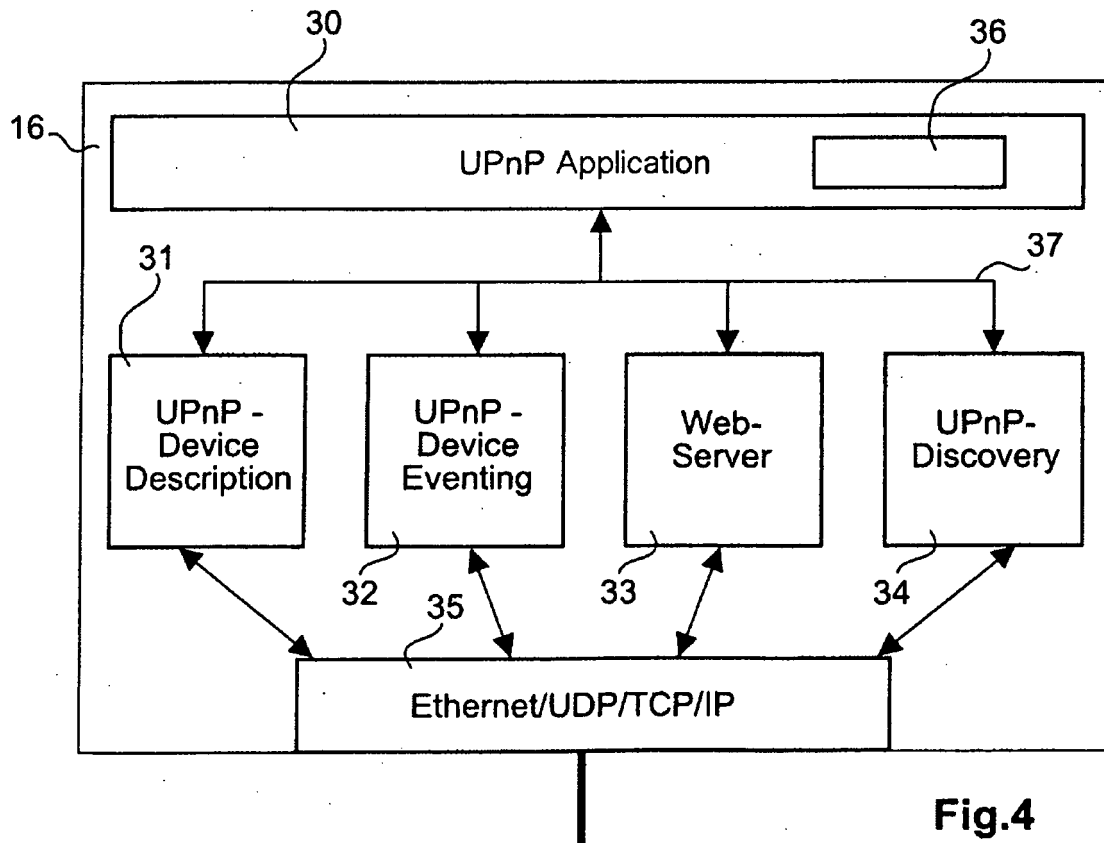 30
36
16
UPnP Application
31
37
UPnP -
Device
Description
UPnP -
Device
Eventing
Web-
Server
UPnP-
Discovery
32
33
34
35
Ethernet/UDP/TCP/IP
Fig.4